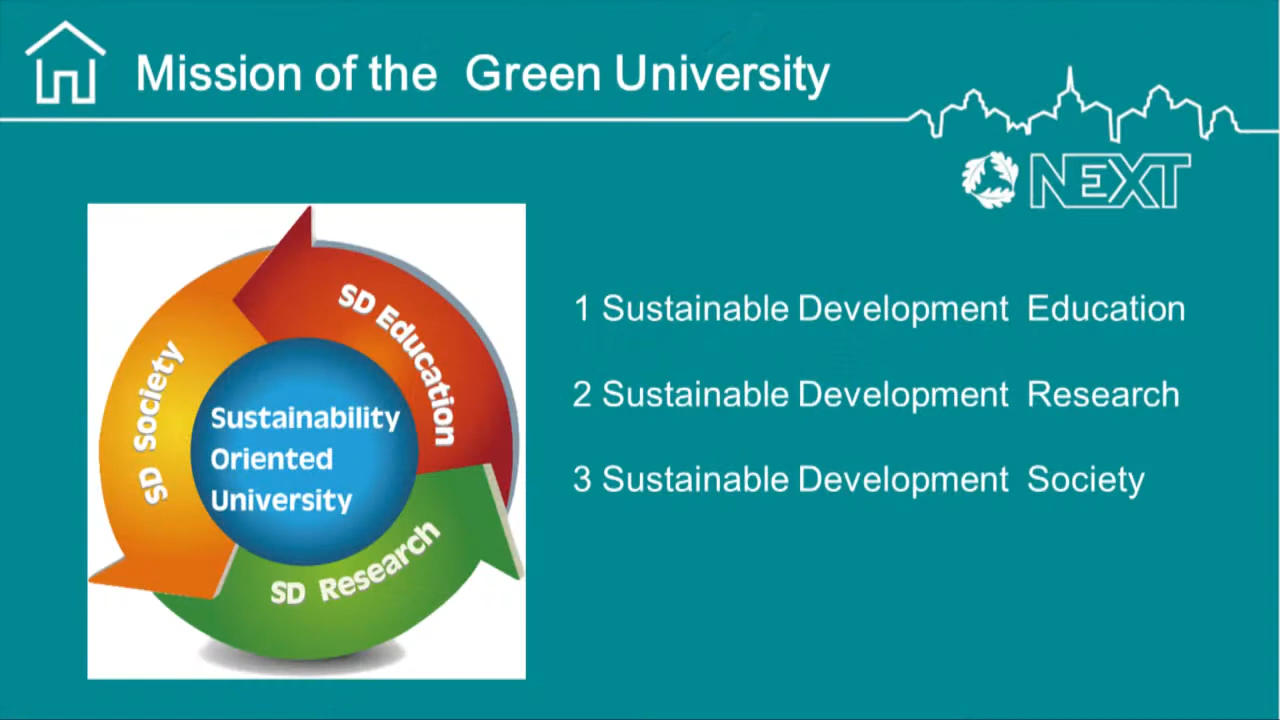 Mission of the Green University
NEXT
SD Education
SD Society
Sustainability
Oriented
University
SD Research
1 Sustainable Development Education
2 Sustainable Development Research
3 Sustainable Development Society